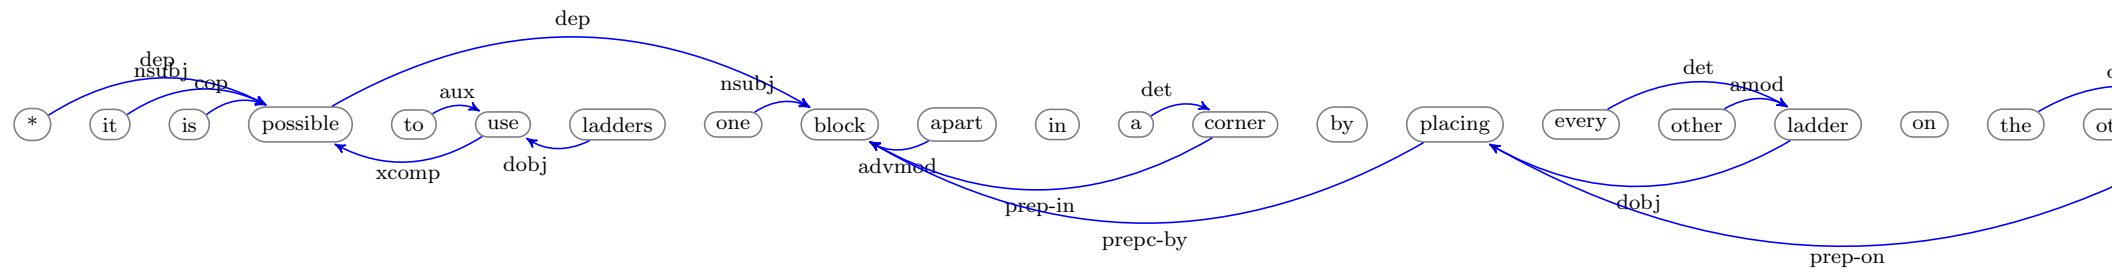 dep
dep
nsubj
cop
nsubj
aux
det
det
amod
* it is possible to use ladders one block apart in a corner by placing every other ladder on the
xcomp
dobj
advmod
prep-in
prepc-by
dobj
prep-on